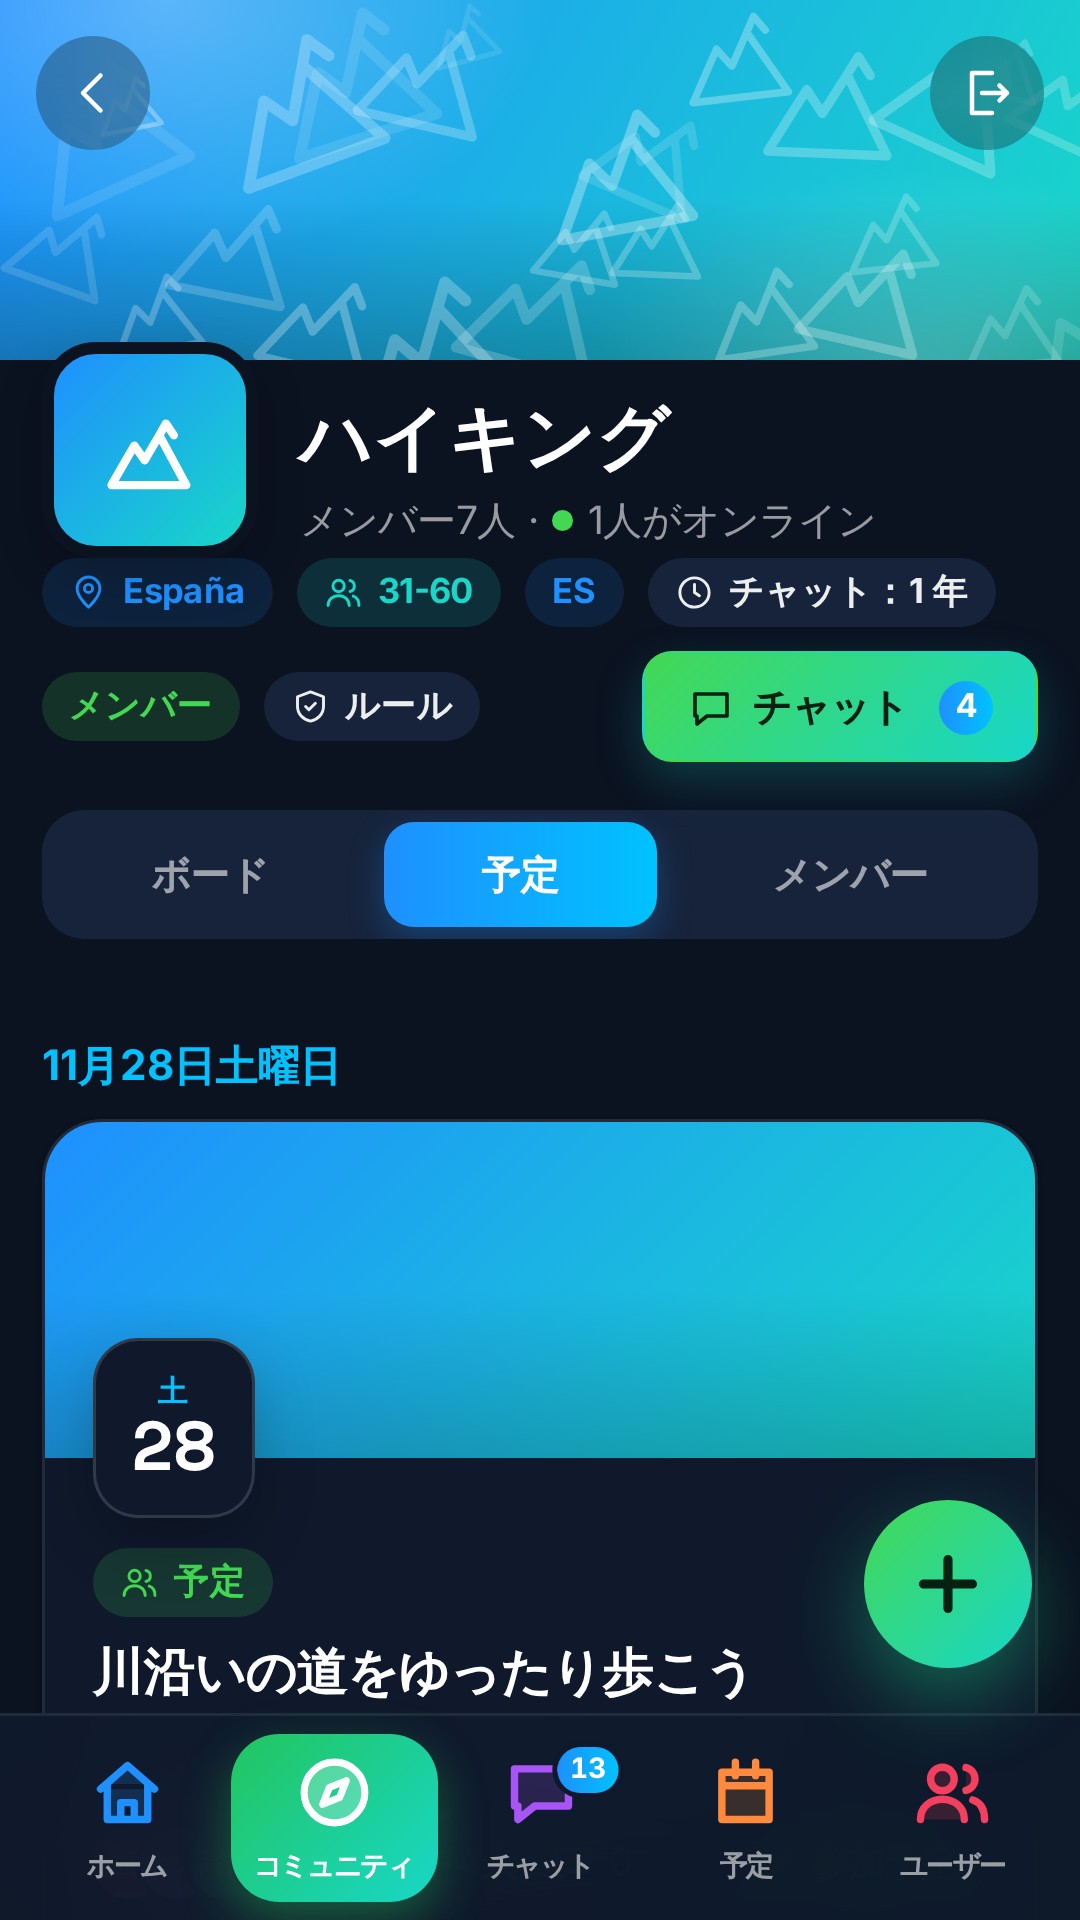 ハイキング
メンバー7人 · 1人がオンライン
España
31-60
ES
チャット：1 年
メンバー
ルール
チャット 4
ボード
予定
メンバー
11月28日土曜日
土
28
予定
川沿いの道をゆったり歩こう
13
ホーム
コミュニティ
チャット
予定
ユーザー